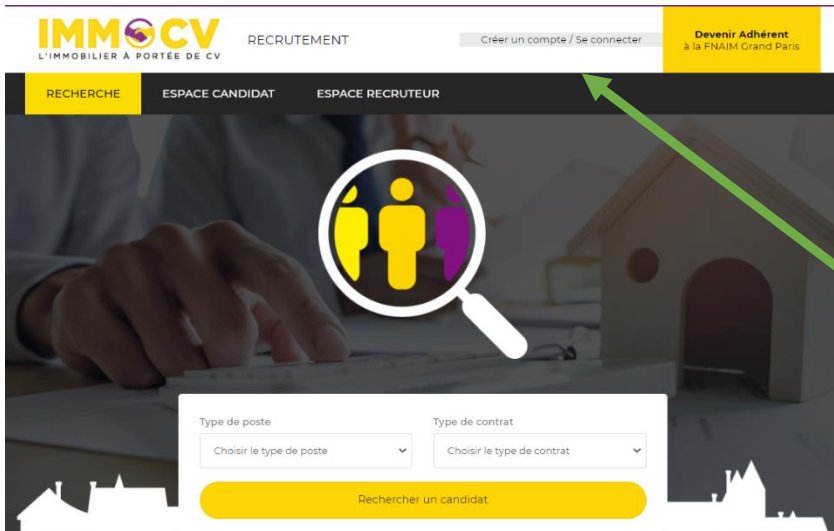 IMMOCV
L'IMMOBILIER À PORTÉE DE CV
RECRUTEMENT
Créer un compte / Se connecter
Devenir Adhérent
à la FNAIM Grand Paris
RECHERCHE
ESPACE CANDIDAT
ESPACE RECRUTEUR
Type de poste
Type de contrat
Choisir le type de poste
Choisir le type de contrat
Rechercher un candidat